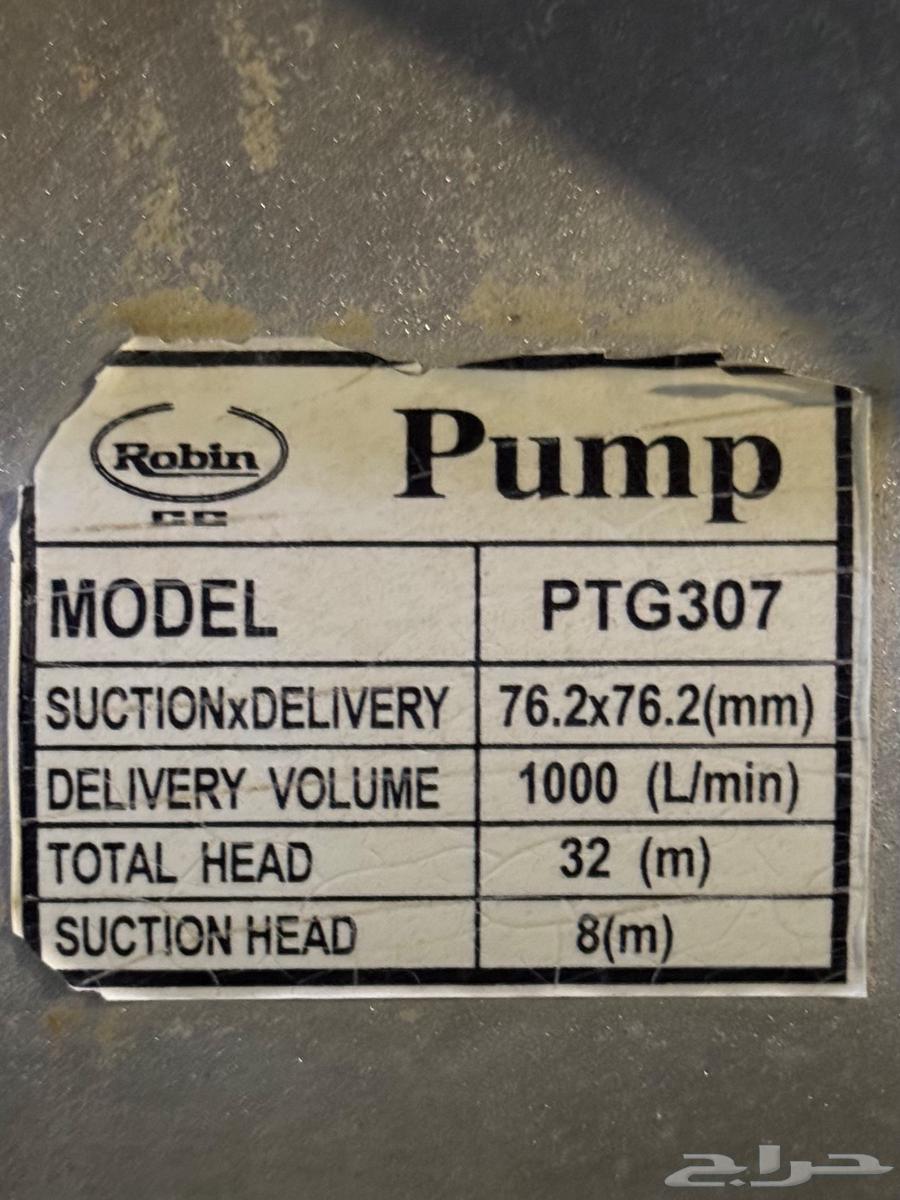 Robin
Pump
MODEL PTG307
SUCTIONxDELIVERY 76.2x76.2(mm)
DELIVERY VOLUME 1000 (L/min)
TOTAL HEAD 32 (m)
SUCTION HEAD 8(m)
حراج